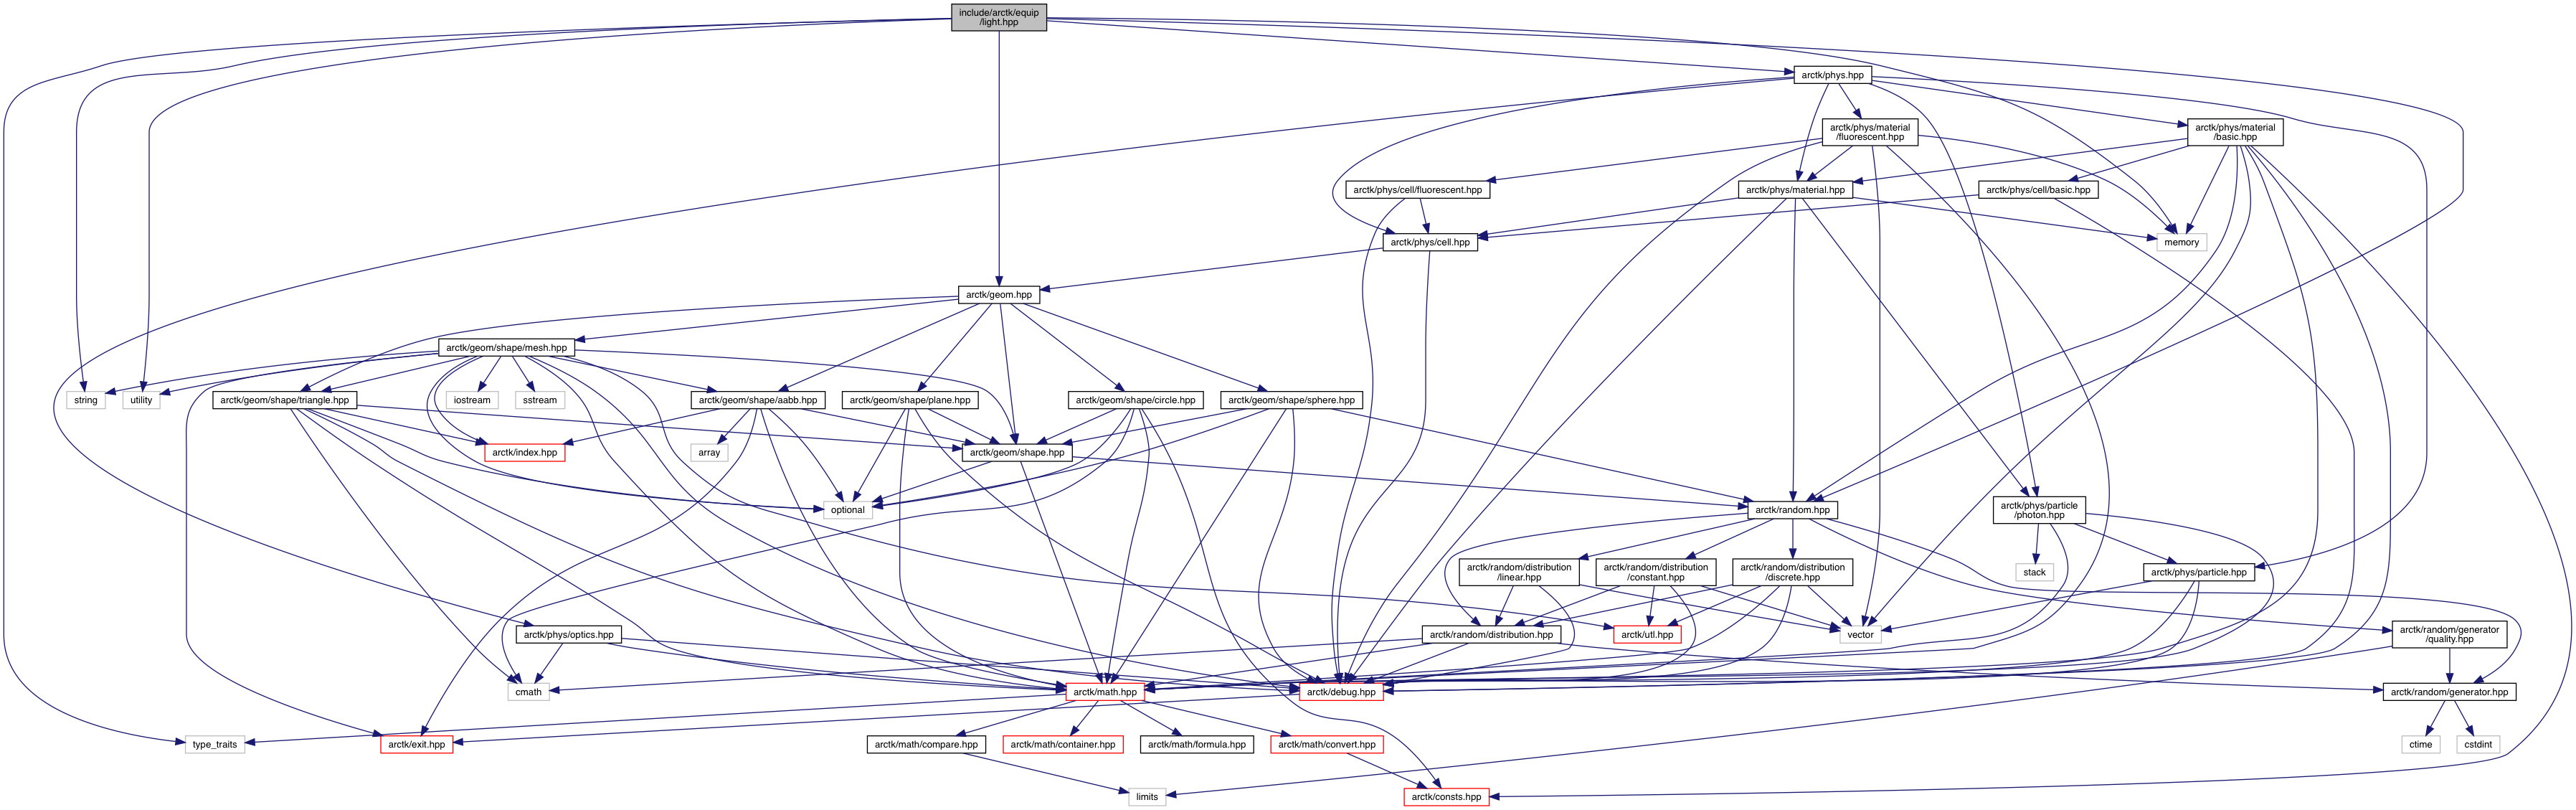 include/arctk/equip
/light.hpp
arctk/phys.hpp
arctk/phys/material
/fluorescent.hpp
arctk/phys/material
/basic.hpp
arctk/phys/cell/fluorescent.hpp
arctk/phys/material.hpp
arctk/phys/cell/basic.hpp
arctk/phys/cell.hpp
memory
arctk/geom.hpp
arctk/geom/shape/mesh.hpp
string
utility
arctk/geom/shape/triangle.hpp
iostream
sstream
arctk/geom/shape/aabb.hpp
arctk/geom/shape/plane.hpp
arctk/geom/shape/circle.hpp
arctk/geom/shape/sphere.hpp
arctk/index.hpp
array
arctk/geom/shape.hpp
optional
arctk/random.hpp
arctk/phys/particle
/photon.hpp
arctk/random/distribution
/linear.hpp
arctk/random/distribution
/constant.hpp
arctk/random/distribution
/discrete.hpp
stack
arctk/phys/particle.hpp
arctk/phys/optics.hpp
arctk/random/distribution.hpp
arctk/utl.hpp
vector
arctk/random/generator
/quality.hpp
cmath
arctk/math.hpp
arctk/debug.hpp
arctk/random/generator.hpp
type_traits
arctk/exit.hpp
arctk/math/compare.hpp
arctk/math/container.hpp
arctk/math/formula.hpp
arctk/math/convert.hpp
ctime
cstdint
limits
arctk/consts.hpp